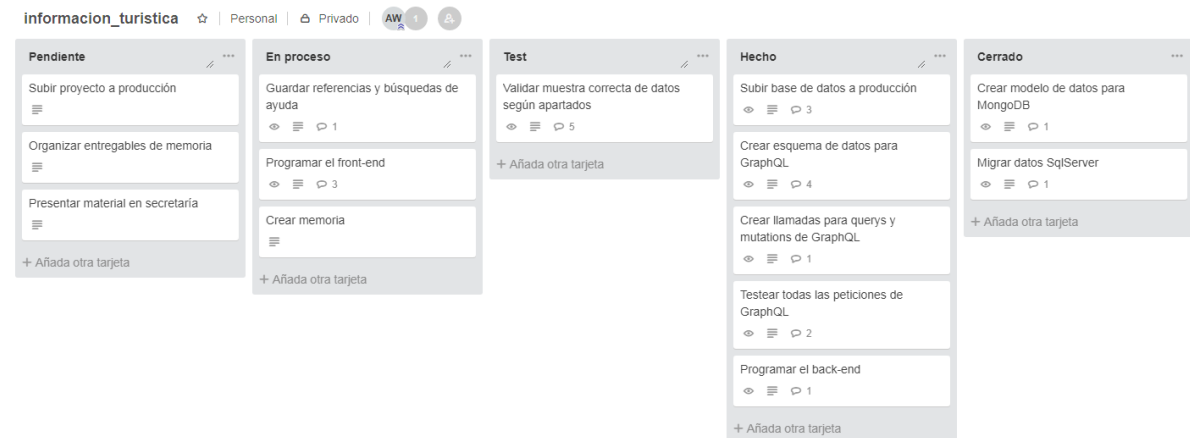 informacion_turistica Personal Privado AW 1
Pendiente
Subir proyecto a producción
Organizar entregables de memoria
Presentar material en secretaría
+ Añada otra tarjeta
En proceso
Guardar referencias y búsquedas de
ayuda
1
Programar el front-end
3
Crear memoria
+ Añada otra tarjeta
Test
Validar muestra correcta de datos
según apartados
5
+ Añada otra tarjeta
Hecho
Subir base de datos a producción
3
Crear esquema de datos para
GraphQL
4
Crear llamadas para querys y
mutations de GraphQL
1
Testear todas las peticiones de
GraphQL
2
Programar el back-end
1
+ Añada otra tarjeta
Cerrado
Crear modelo de datos para
MongoDB
1
Migrar datos SqlServer
1
+ Añada otra tarjeta